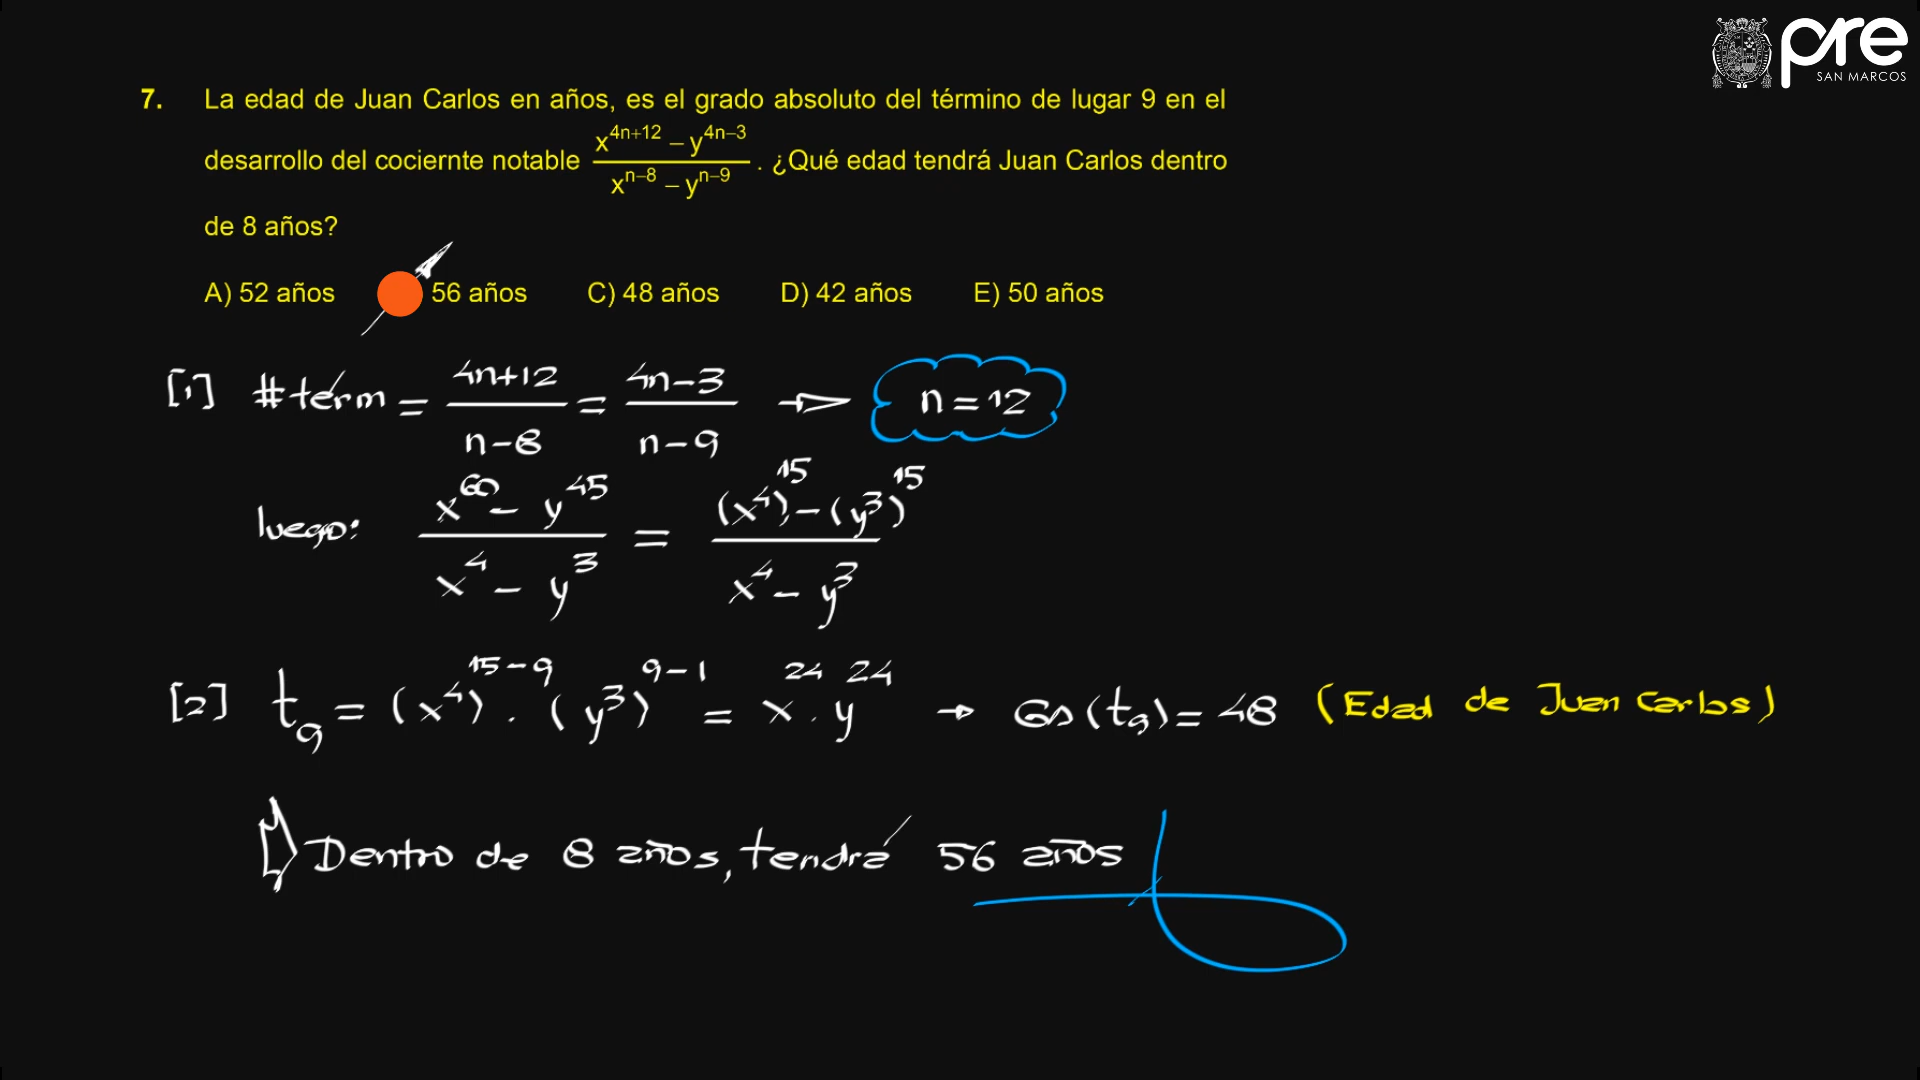 pre
SAN MARCOS
7. La edad de Juan Carlos en años, es el grado absoluto del término de lugar 9 en el
desarrollo del cociernte notable (x^{4n+12} – y^{4n–3})/(x^{n–8} – y^{n–9}). ¿Qué edad tendrá Juan Carlos dentro
de 8 años?
A) 52 años 56 años C) 48 años D) 42 años E) 50 años
[1] #térm = (4n+12)/(n-8) = (4n-3)/(n-9) → n=12
luego: (x^{60} - y^{45})/(x^4 - y^3) = ((x^4)^{15} - (y^3)^{15})/(x^4 - y^3)
[2] t_9 = (x^4)^{15-9} . (y^3)^{9-1} = x^{24} . y^{24} → GA(t_9) = 48 (Edad de Juan Carlos)
Dentro de 8 años, tendrá 56 años